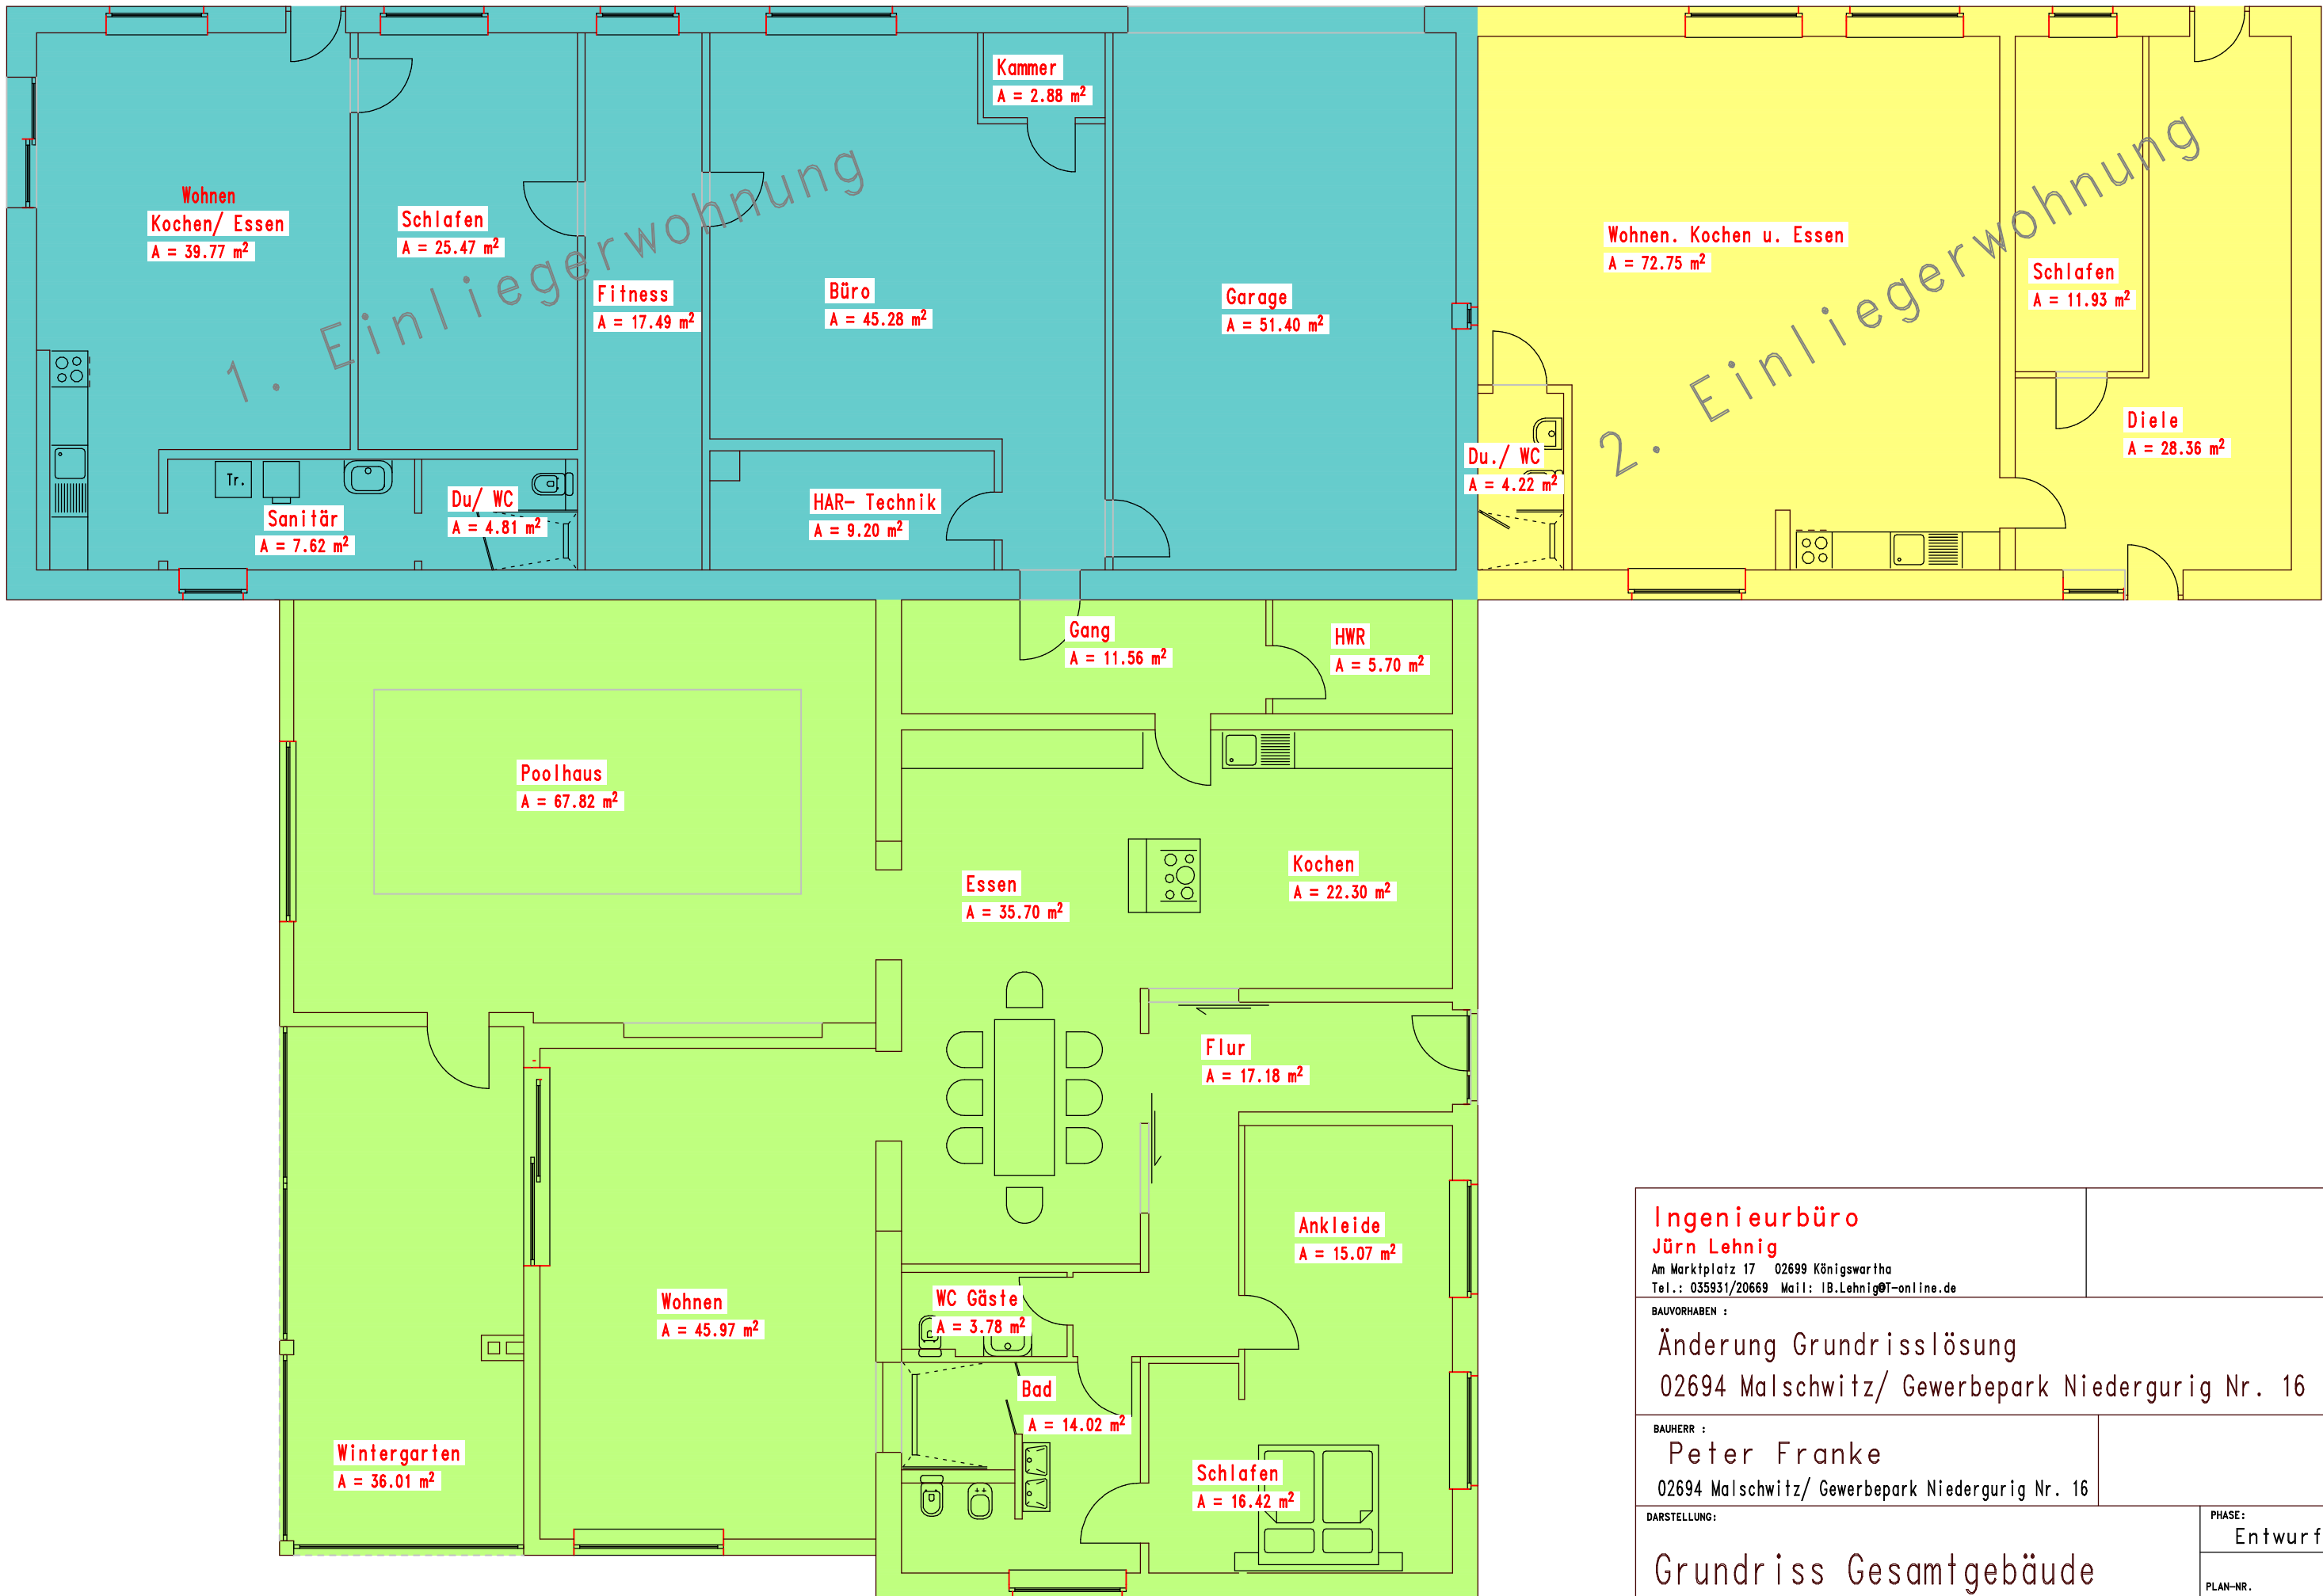 Kammer
A = 2.88 m²
Wohnen
Kochen/ Essen
A = 39.77 m²
Schlafen
A = 25.47 m²
1. Einliegerwohnung
Fitness
A = 17.49 m²
Büro
A = 45.28 m²
Garage
A = 51.40 m²
Wohnen. Kochen u. Essen
A = 72.75 m²
Schlafen
A = 11.93 m²
2. Einliegerwohnung
Diele
A = 28.36 m²
Du./ WC
A = 4.22 m²
Tr.
Sanitär
A = 7.62 m²
Du/ WC
A = 4.81 m²
HAR- Technik
A = 9.20 m²
Gang
A = 11.56 m²
HWR
A = 5.70 m²
Poolhaus
A = 67.82 m²
Essen
A = 35.70 m²
Kochen
A = 22.30 m²
Flur
A = 17.18 m²
Ankleide
A = 15.07 m²
Wohnen
A = 45.97 m²
WC Gäste
A = 3.78 m²
Bad
A = 14.02 m²
Wintergarten
A = 36.01 m²
Schlafen
A = 16.42 m²
Ingenieurbüro
Jürn Lehnig
Am Marktplatz 17 02699 Königswartha
Tel.: 035931/20669 Mail: IB.Lehnig@T-online.de
BAUVORHABEN :
Änderung Grundrisslösung
02694 Malschwitz/ Gewerbepark Niedergurig Nr. 16
BAUHERR :
Peter Franke
02694 Malschwitz/ Gewerbepark Niedergurig Nr. 16
DARSTELLUNG:
Grundriss Gesamtgebäude
PHASE:
Entwurf
PLAN-NR.